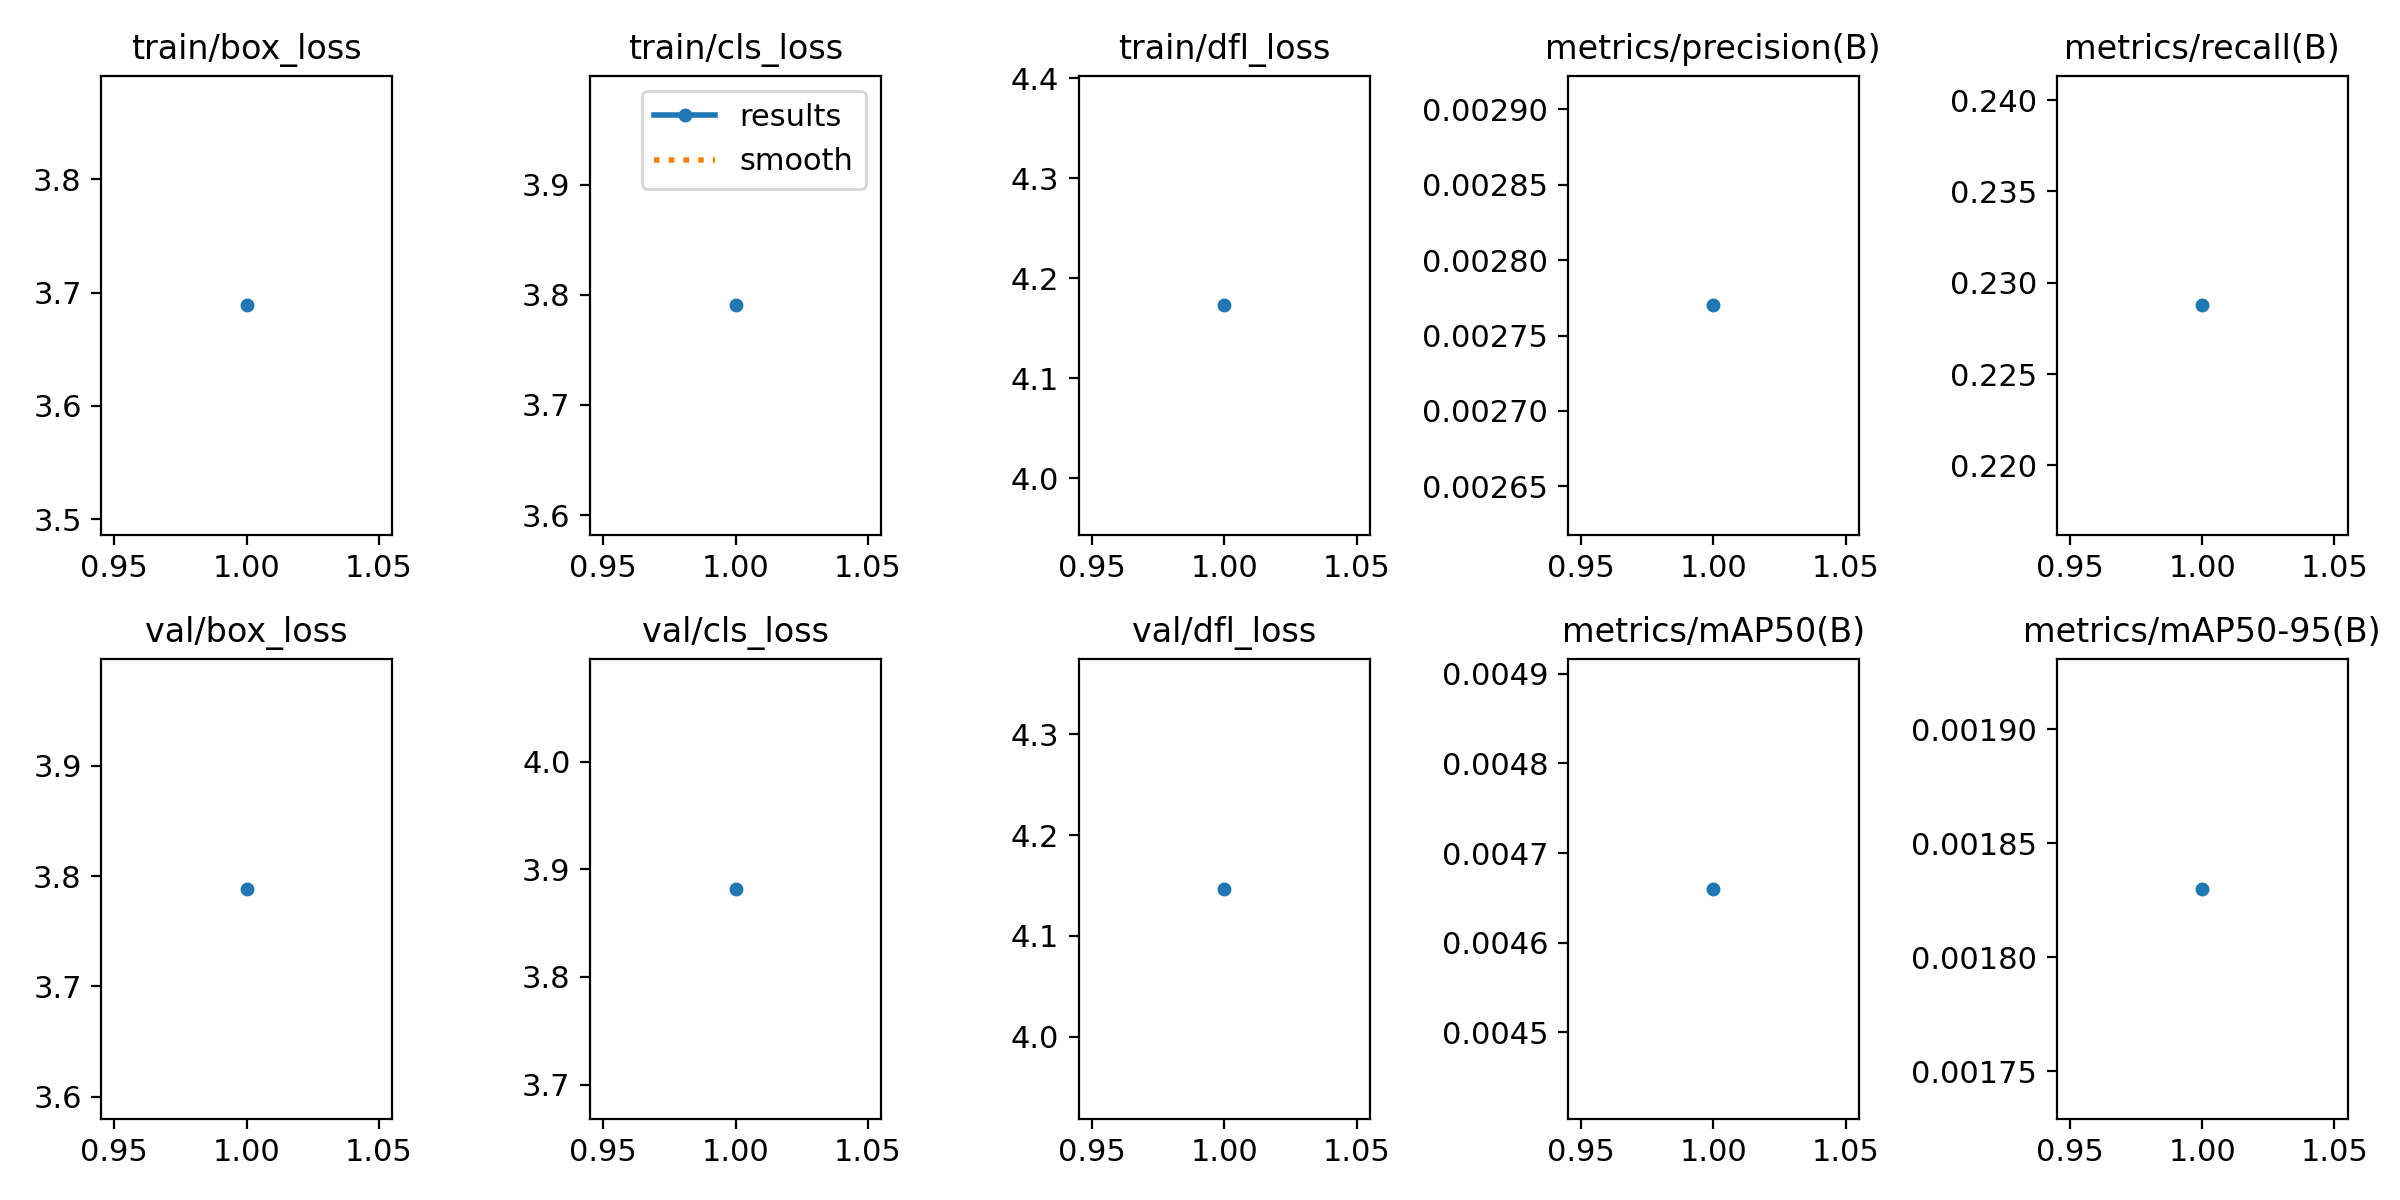 train/box_loss
3.8
3.7
3.6
3.5
0.95 1.00 1.05
train/cls_loss
results
smooth
3.9
3.8
3.7
3.6
0.95 1.00 1.05
train/dfl_loss
4.4
4.3
4.2
4.1
4.0
0.95 1.00 1.05
metrics/precision(B)
0.00290
0.00285
0.00280
0.00275
0.00270
0.00265
0.95 1.00 1.05
metrics/recall(B)
0.240
0.235
0.230
0.225
0.220
0.95 1.00 1.05
val/box_loss
3.9
3.8
3.7
3.6
0.95 1.00 1.05
val/cls_loss
4.0
3.9
3.8
3.7
0.95 1.00 1.05
val/dfl_loss
4.3
4.2
4.1
4.0
0.95 1.00 1.05
metrics/mAP50(B)
0.0049
0.0048
0.0047
0.0046
0.0045
0.95 1.00 1.05
metrics/mAP50-95(B)
0.00190
0.00185
0.00180
0.00175
0.95 1.00 1.05